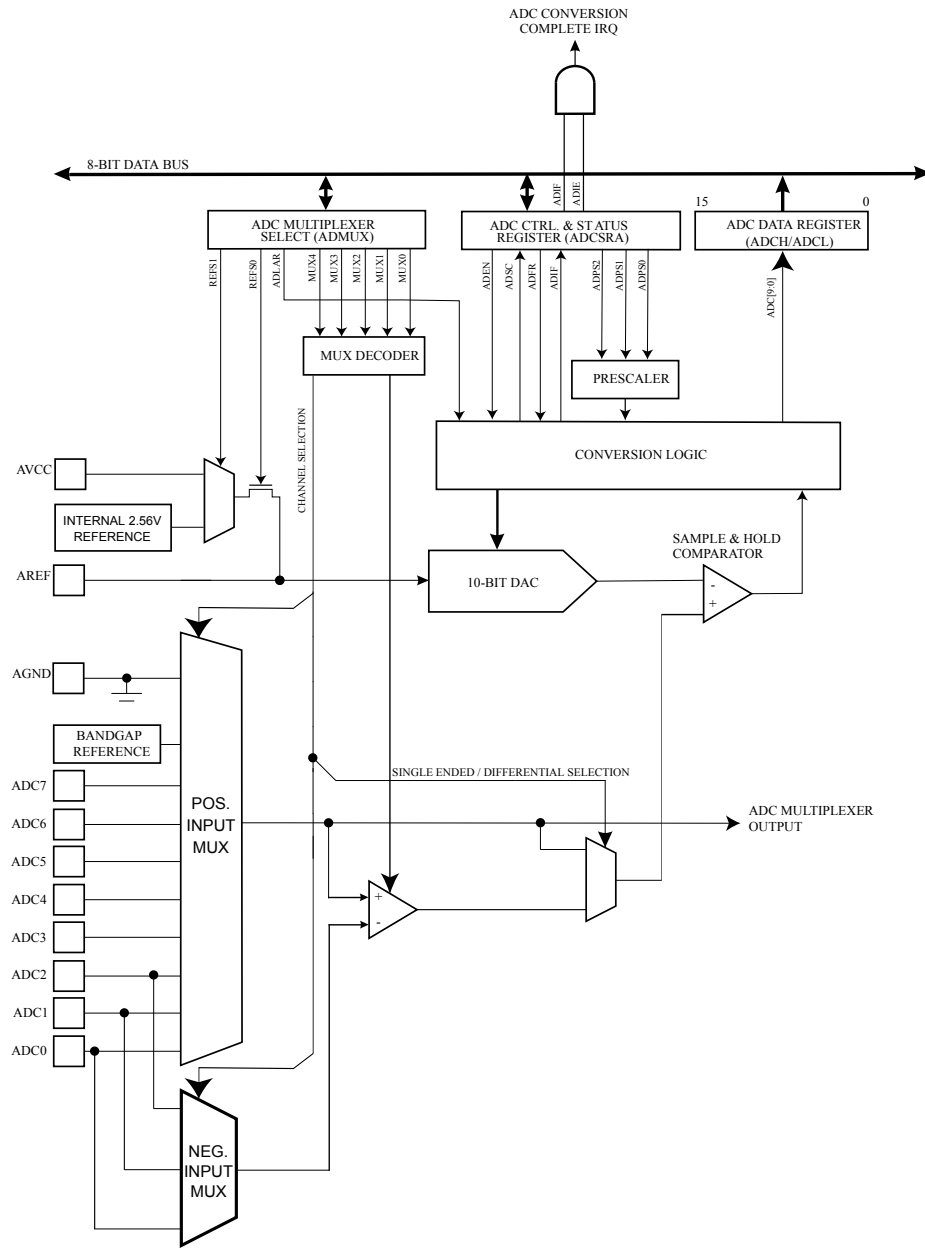 ADC CONVERSION
COMPLETE IRQ
8-BIT DATA BUS
ADIF
ADIE
15
0
ADC MULTIPLEXER
SELECT (ADMUX)
ADC CTRL. & STATUS
REGISTER (ADCSRA)
ADC DATA REGISTER
(ADCH/ADCL)
REFS1
REFS0
ADLAR
MUX4
MUX3
MUX2
MUX1
MUX0
ADEN
ADSC
ADFR
ADIF
ADPS2
ADPS1
ADPS0
ADC[9:0]
MUX DECODER
PRESCALER
CHANNEL SELECTION
CONVERSION LOGIC
AVCC
INTERNAL 2.56V
REFERENCE
SAMPLE & HOLD
COMPARATOR
AREF
10-BIT DAC
-
+
AGND
BANDGAP
REFERENCE
SINGLE ENDED / DIFFERENTIAL SELECTION
ADC7
ADC6
ADC5
ADC4
ADC3
ADC2
ADC1
ADC0
POS.
INPUT
MUX
ADC MULTIPLEXER
OUTPUT
+
-
NEG.
INPUT
MUX